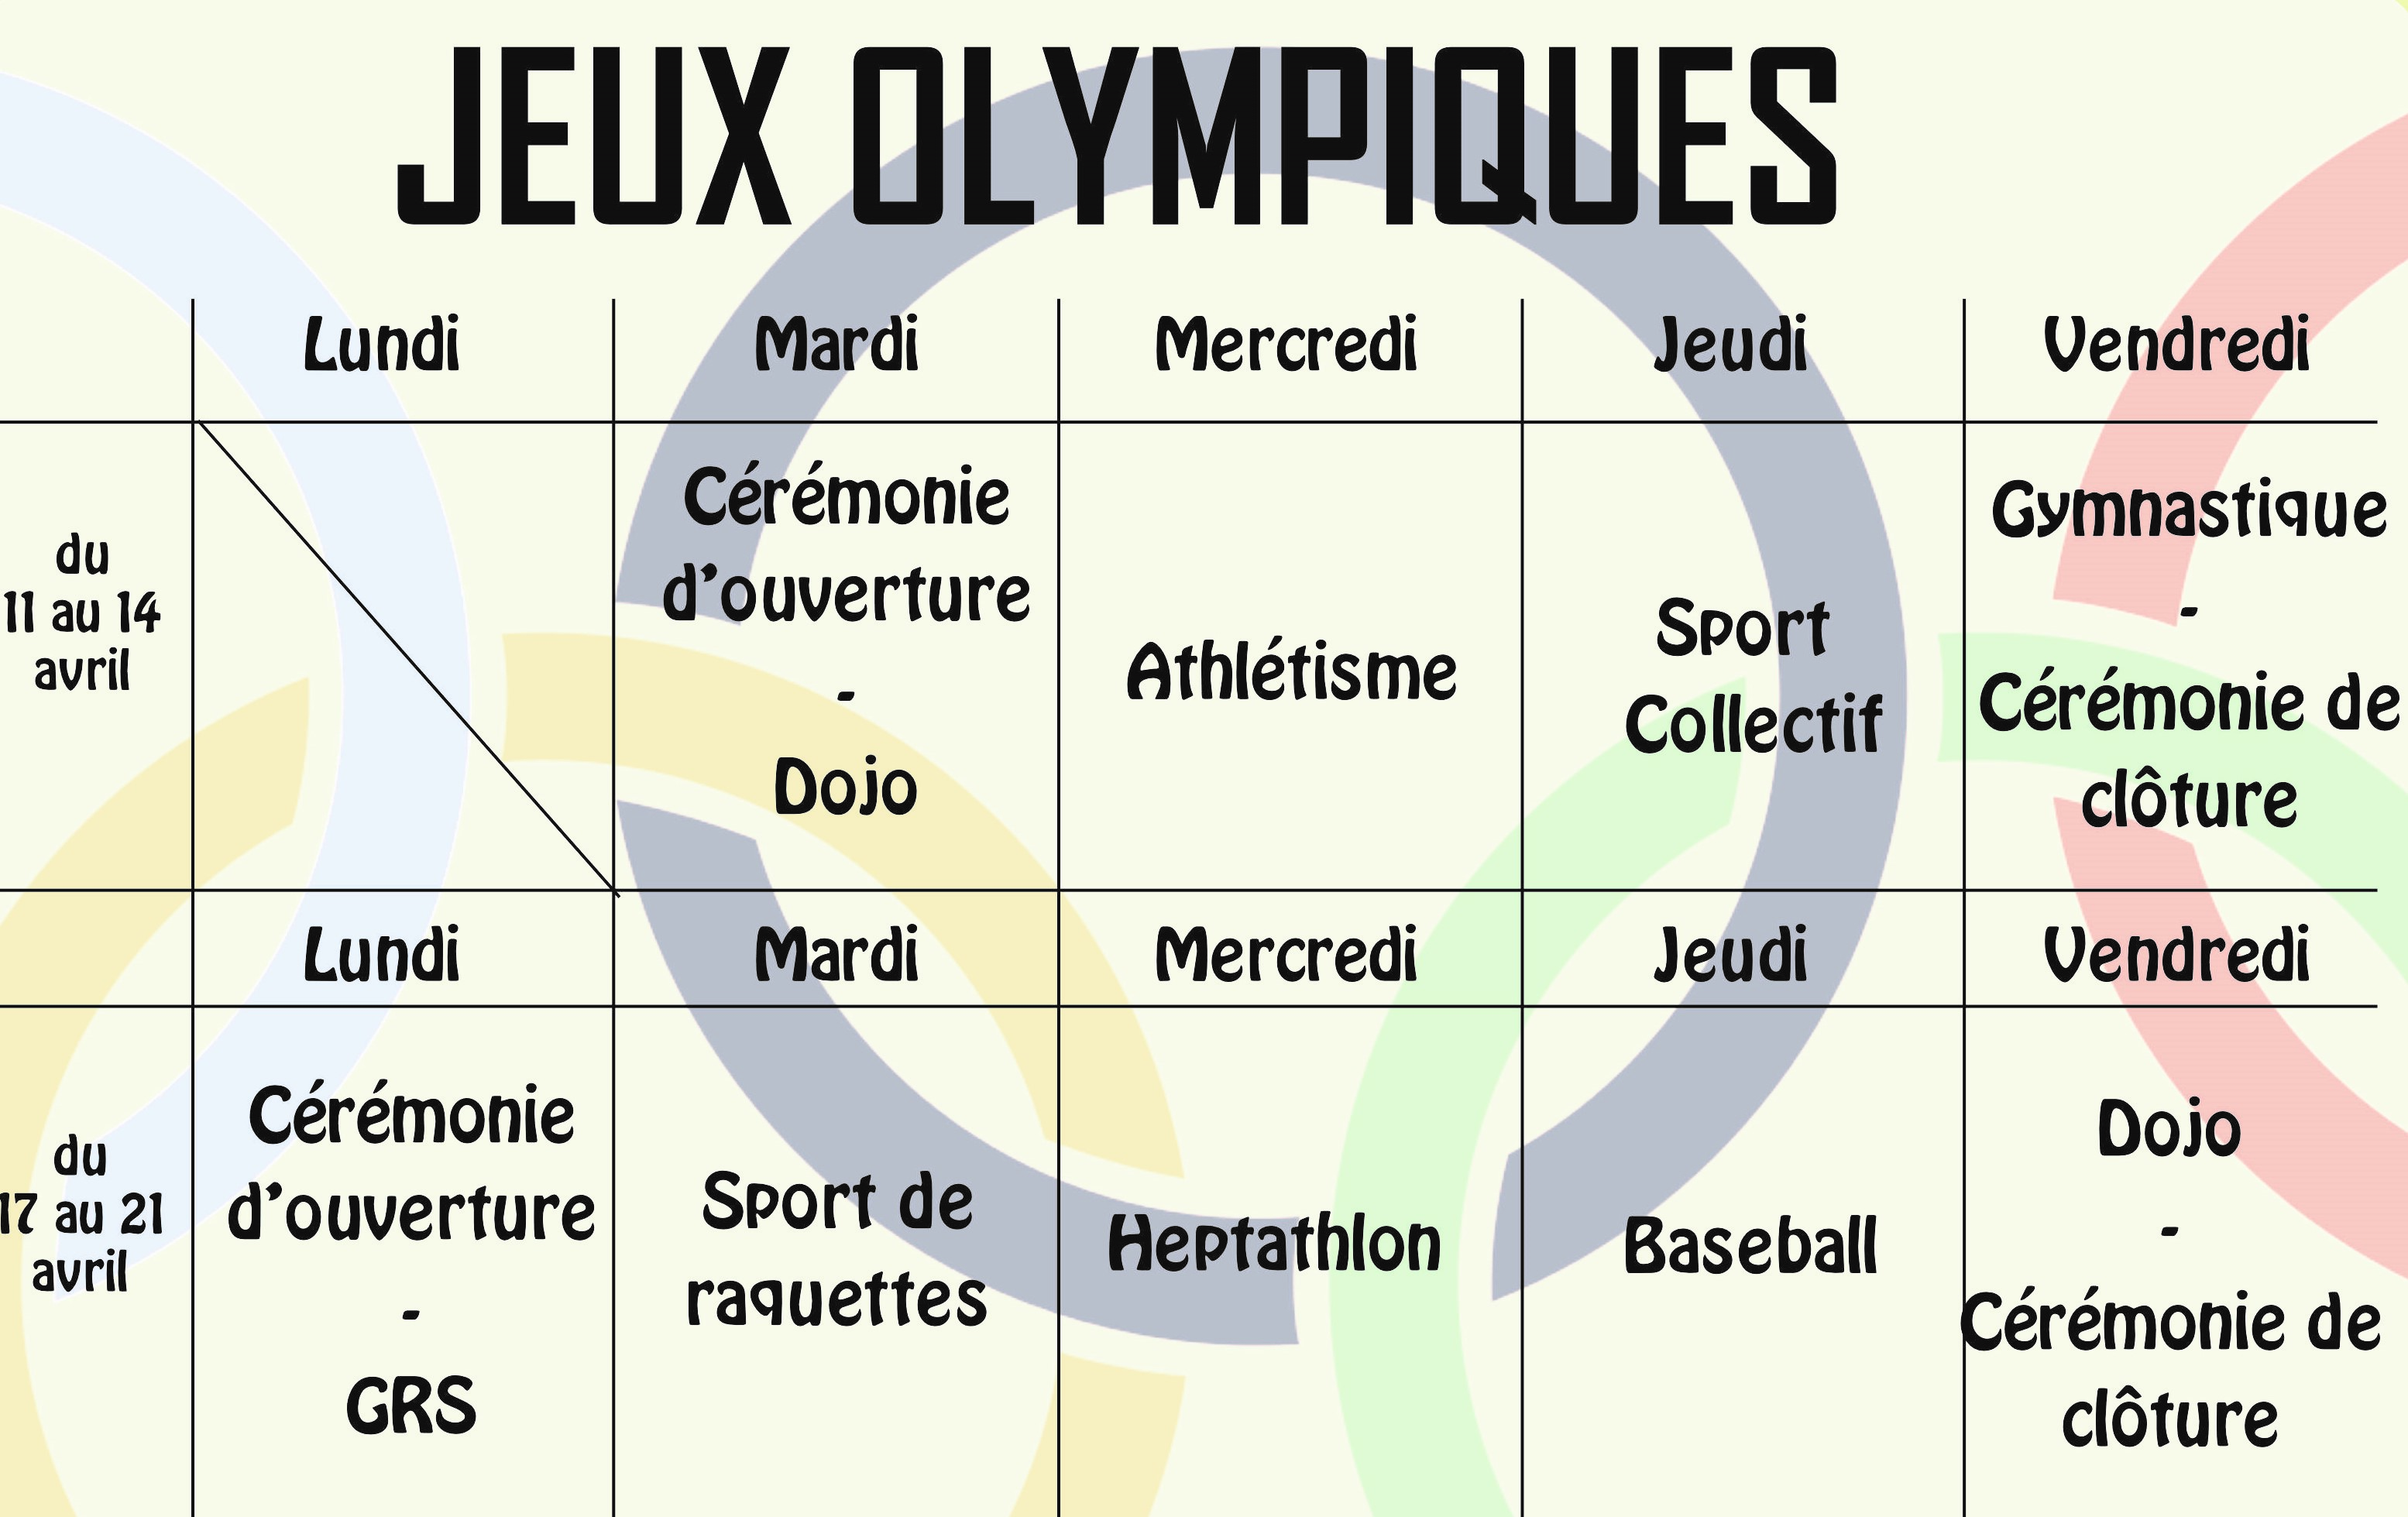 JEUX OLYMPIQUES
Lundi Mardi Mercredi Jeudi Vendredi
du
11 au 14
avril
Cérémonie
d'ouverture
-
Dojo
Athlétisme
Sport
Collectif
Gymnastique
-
Cérémonie de
clôture
Lundi Mardi Mercredi Jeudi Vendredi
du
17 au 21
avril
Cérémonie
d'ouverture
-
GRS
Sport de
raquettes
Heptathlon
Baseball
Dojo
-
Cérémonie de
clôture